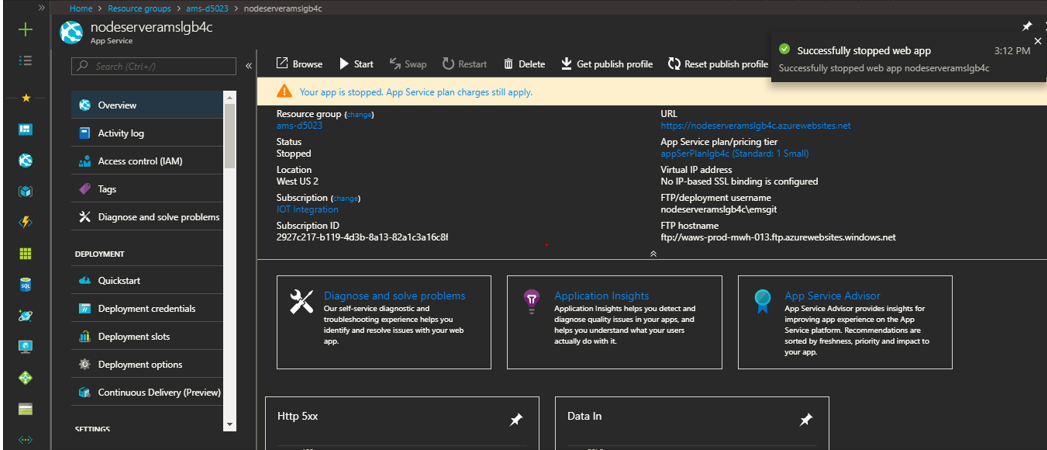 Home > Resource groups > ams-d5023 > nodeserveramslgb4c
nodeserveramslgb4c
App Service
Successfully stopped web app 3:12 PM
Successfully stopped web app nodeserveramslgb4c
Search (Ctrl+/)
Browse Start Swap Restart Delete Get publish profile Reset publish profile
Your app is stopped. App Service plan charges still apply.
Overview
Activity log
Access control (IAM)
Tags
Diagnose and solve problems
DEPLOYMENT
Quickstart
Deployment credentials
Deployment slots
Deployment options
Continuous Delivery (Preview)
SETTINGS
Resource group (change)
ams-d5023
Status
Stopped
Location
West US 2
Subscription (change)
IOT Integration
Subscription ID
2927c217-b119-4d3b-8a13-82a1c3a16c8f
URL
https://nodeserveramslgb4c.azurewebsites.net
App Service plan/pricing tier
appSerPlanlgb4c (Standard: 1 Small)
Virtual IP address
No IP-based SSL binding is configured
FTP/deployment username
nodeserveramslgb4c\emsgit
FTP hostname
ftp://waws-prod-mwh-013.ftp.azurewebsites.windows.net
Diagnose and solve problems
Our self-service diagnostic and
troubleshooting experience helps you
identify and resolve issues with your web
app.
Application Insights
Application Insights helps you detect and
diagnose quality issues in your apps, and
helps you understand what your users
actually do with it.
App Service Advisor
App Service Advisor provides insights for
improving app experience on the App
Service platform. Recommendations are
sorted by freshness, priority and impact to
your app.
Http 5xx
Data In